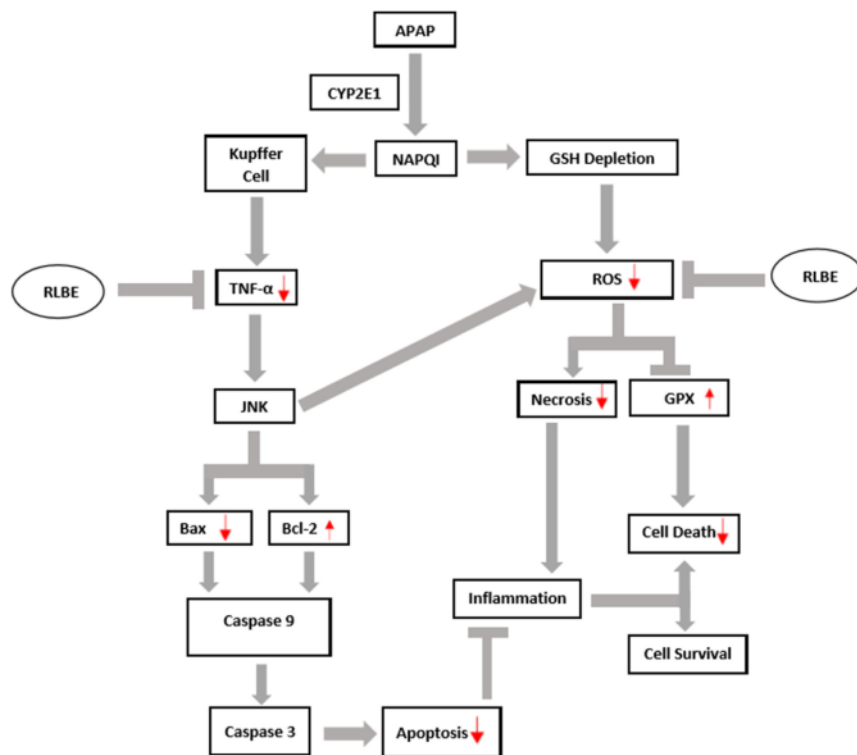 APAP
CYP2E1
Kupffer
Cell
NAPQI
GSH Depletion
RLBE
TNF-α
ROS
RLBE
JNK
Necrosis
GPX
Bax
Bcl-2
Cell Death
Inflammation
Caspase 9
Cell Survival
Caspase 3
Apoptosis